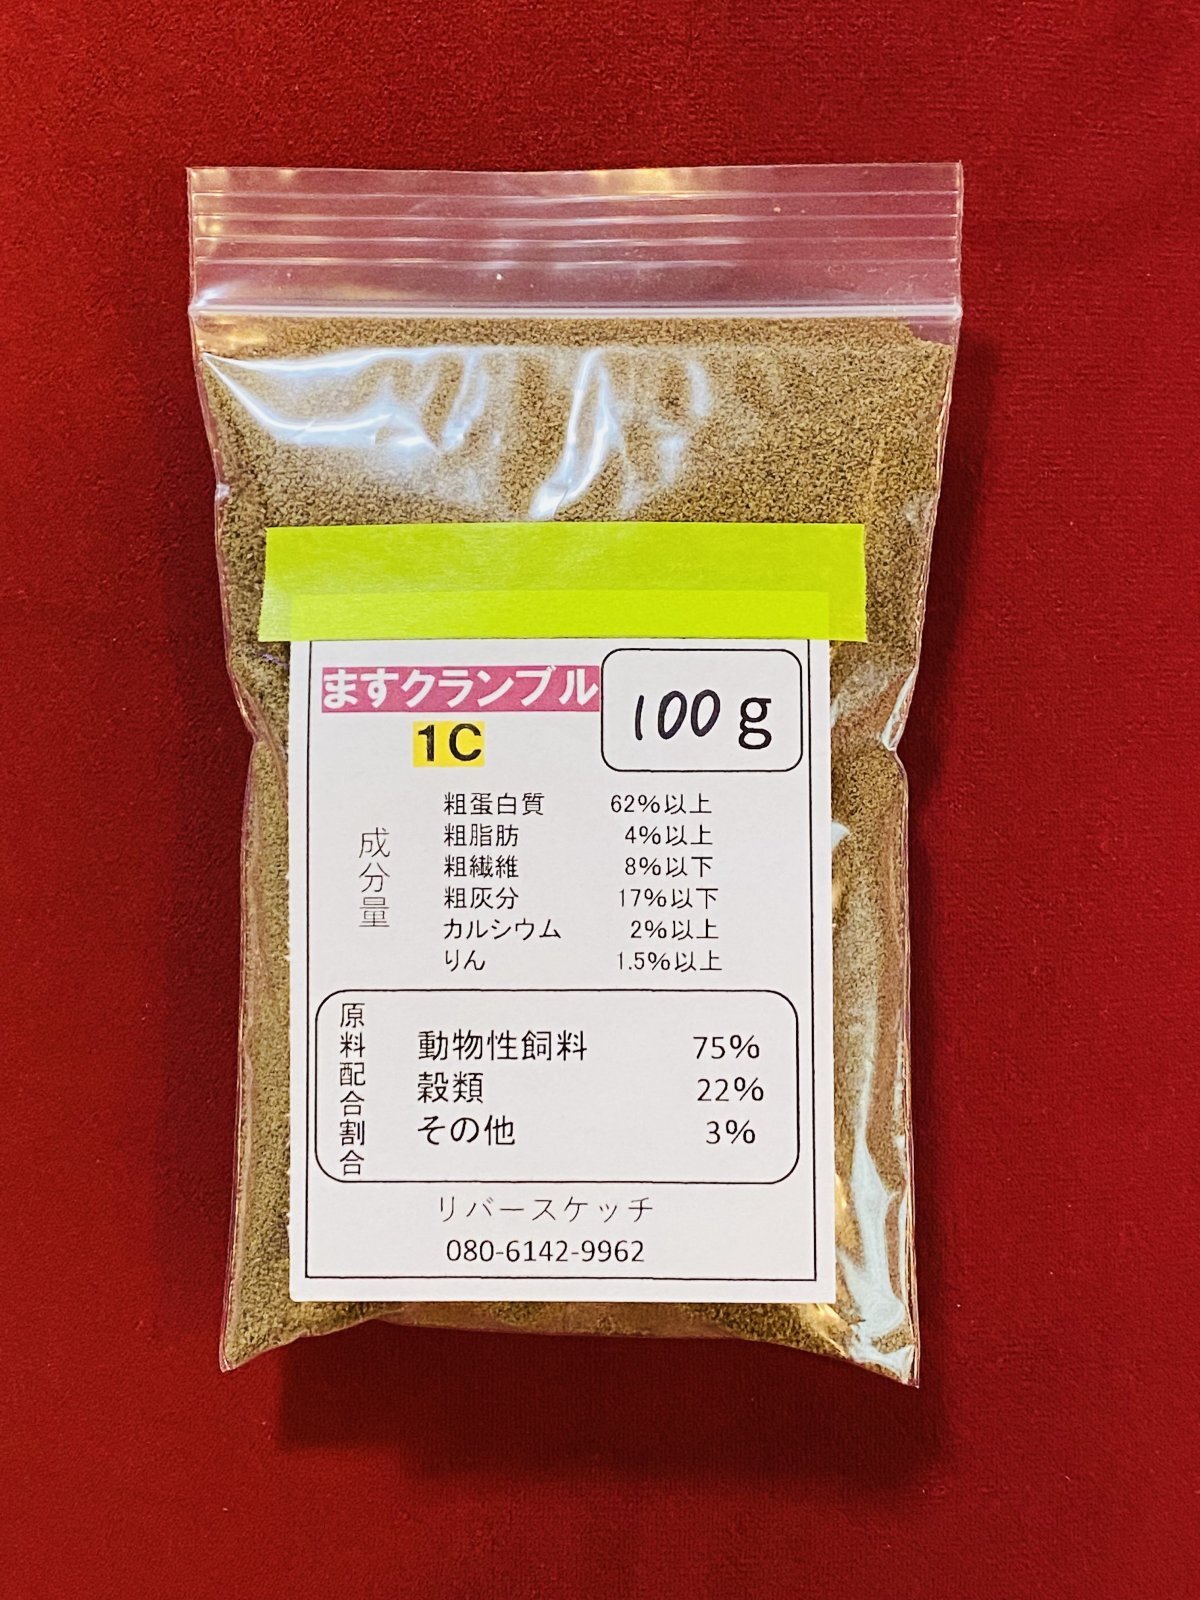 ますクランブル
100g
1C
成分量
粗蛋白質 62%以上
粗脂肪 4%以上
粗繊維 8%以下
粗灰分 17%以下
カルシウム 2%以上
りん 1.5%以上
原料配合割合
動物性飼料 75%
穀類 22%
その他 3%
リバースケッチ
080-6142-9962